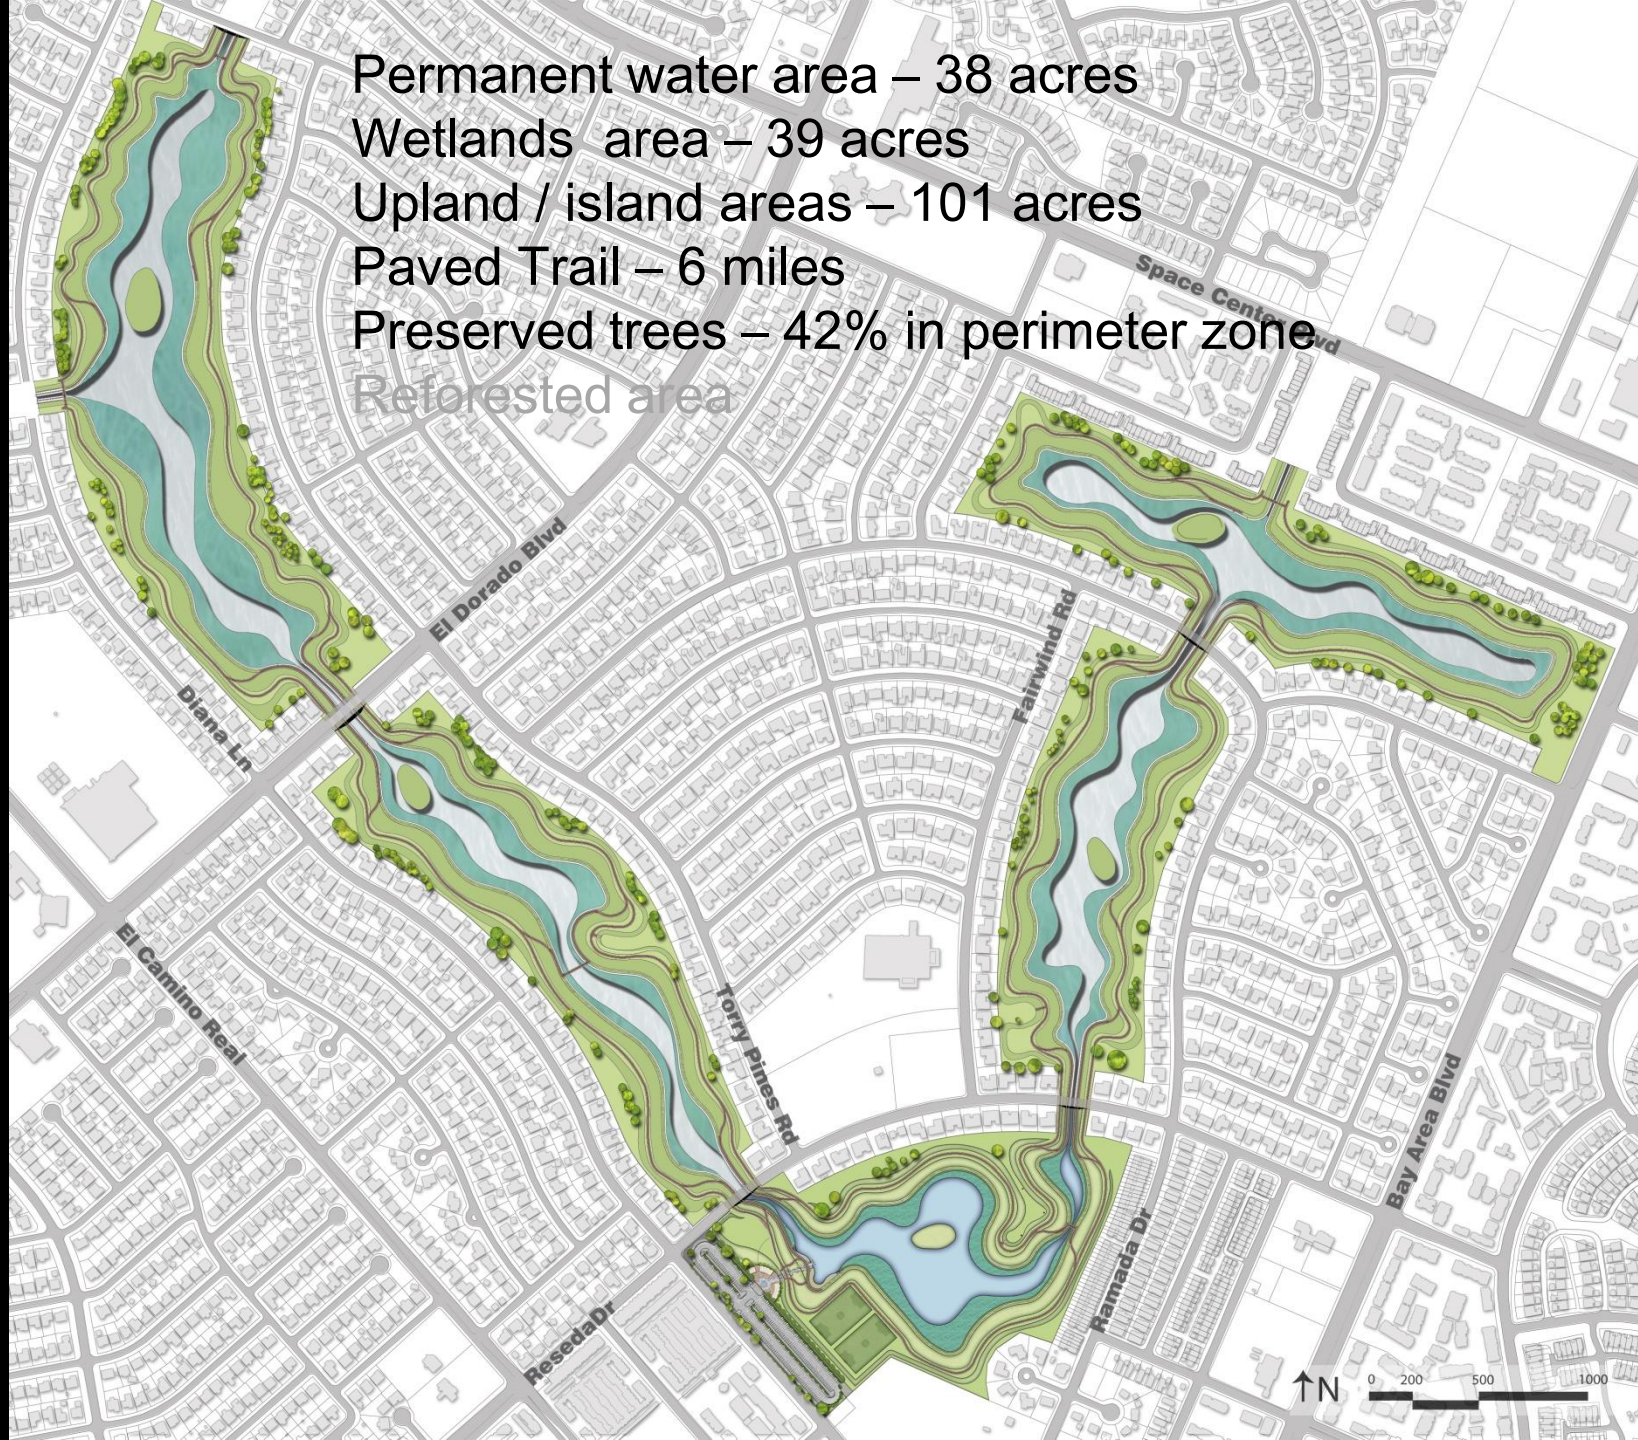 Permanent water area – 38 acres
Wetlands  area – 39 acres
Upland / island areas – 101 acres
Paved Trail – 6 miles
Preserved trees – 42% in perimeter zone
Reforested area
Space Center Blvd
El Dorado Blvd
Fairwind Rd
Diana Ln
El Camino Real
Torry Pines Rd
Bay Area Blvd
Ramada Dr
ResedaDr
N
0 200 500 1000